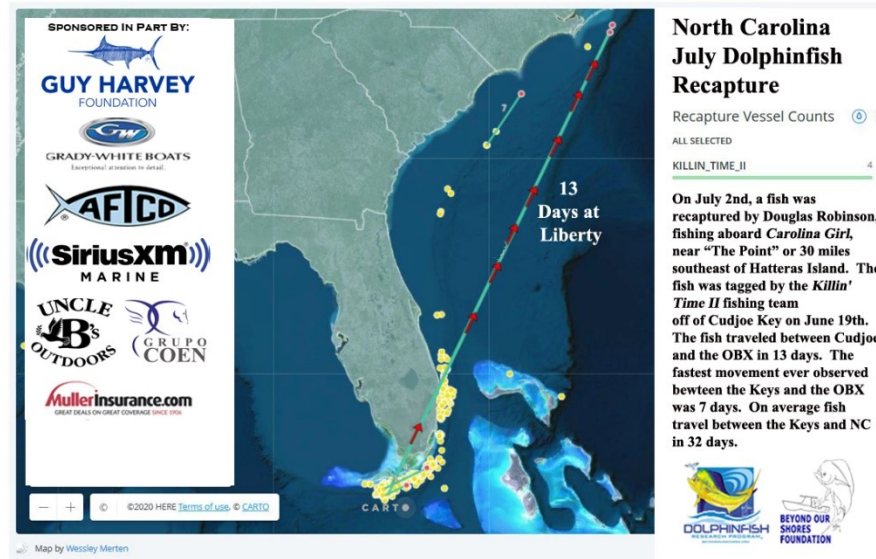 SPONSORED IN PART BY:
GUY HARVEY
FOUNDATION
GW
GRADY-WHITE BOATS
Exceptional attention to detail.
AFTCO
SiriusXM
MARINE
UNCLE
B's
OUTDOORS
GRUPO
COEN
Mullerinsurance.com
GREAT DEALS ON GREAT COVERAGE SINCE 1906
7
13
Days at
Liberty
CARTO
− + © ©2020 HERE Terms of use, © CARTO
Map by Wessley Merten
North Carolina
July Dolphinfish
Recapture
Recapture Vessel Counts
ALL SELECTED
KILLIN_TIME_II 4
On July 2nd, a fish was
recaptured by Douglas Robinson,
fishing aboard Carolina Girl,
near “The Point” or 30 miles
southeast of Hatteras Island. The
fish was tagged by the Killin'
Time II fishing team
off of Cudjoe Key on June 19th.
The fish traveled between Cudjoe
and the OBX in 13 days. The
fastest movement ever observed
bewteen the Keys and the OBX
was 7 days. On average fish
travel between the Keys and NC
in 32 days.
DOLPHINFISH
RESEARCH PROGRAM
BEYOND OUR
SHORES
FOUNDATION